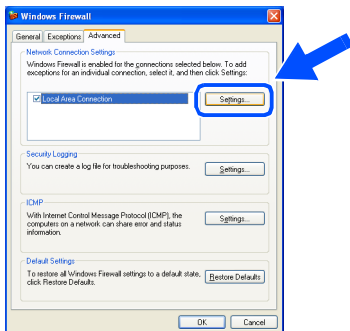 Windows Firewall
General Exceptions Advanced
Network Connection Settings
Windows Firewall is enabled for the connections selected below. To add
exceptions for an individual connection, select it, and then click Settings:
Local Area Connection
Settings...
Security Logging
You can create a log file for troubleshooting purposes.
Settings...
ICMP
With Internet Control Message Protocol (ICMP), the
computers on a network can share error and status
information.
Settings...
Default Settings
To restore all Windows Firewall settings to a default state,
click Restore Defaults.
Restore Defaults
OK Cancel